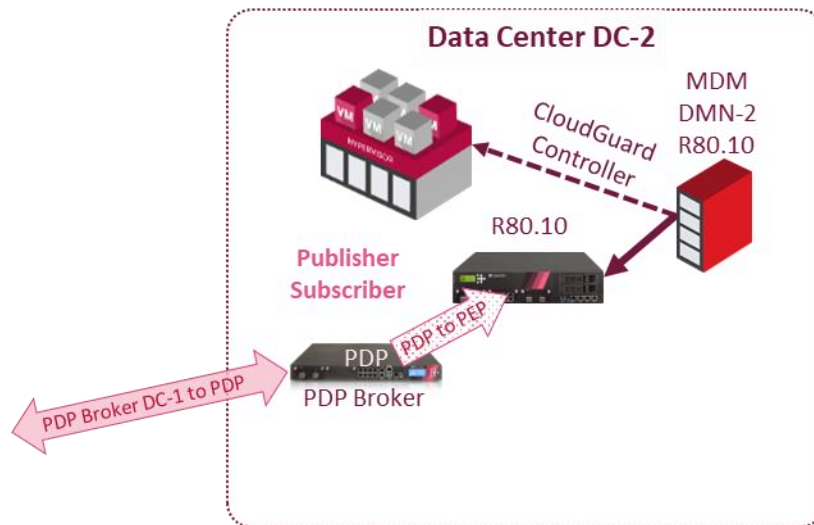 Data Center DC-2
MDM
DMN-2
R80.10
CloudGuard
Controller
VM
VM
VM
VM
VM
HYPERVISOR
R80.10
Publisher
Subscriber
PDP to PEP
PDP
PDP Broker
PDP Broker DC-1 to PDP